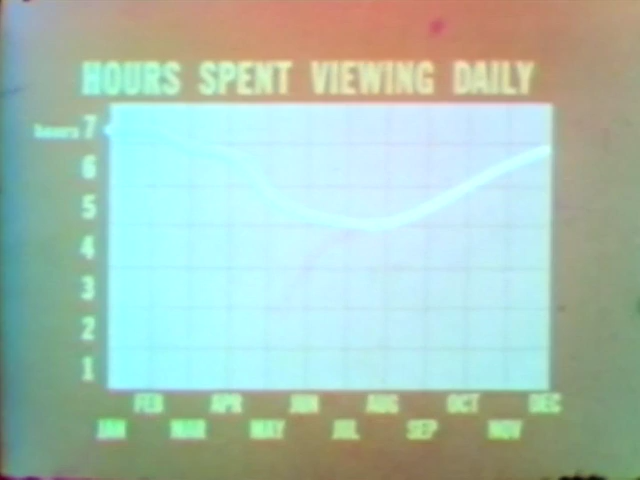 HOURS SPENT VIEWING DAILY
hours 7
6
5
4
3
2
1
FEB APR JUN AUG OCT DEC
JAN MAR MAY JUL SEP NOV